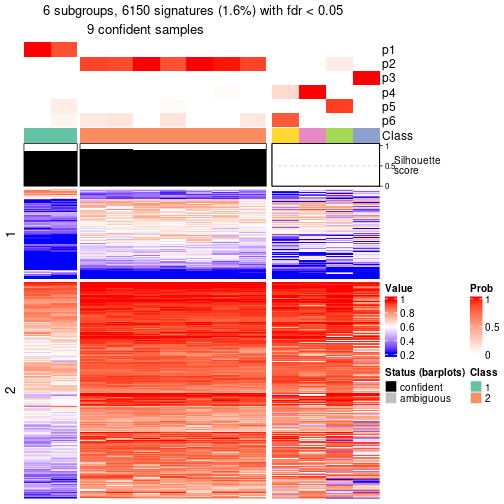 6 subgroups, 6150 signatures (1.6%) with fdr < 0.05
9 confident samples
p1
p2
p3
p4
p5
p6
Class
1
0.5
0
Silhouette
score
1
2
Value
1
0.8
0.6
0.4
0.2
Prob
1
0.5
0
Status (barplots)
confident
ambiguous
Class
1
2